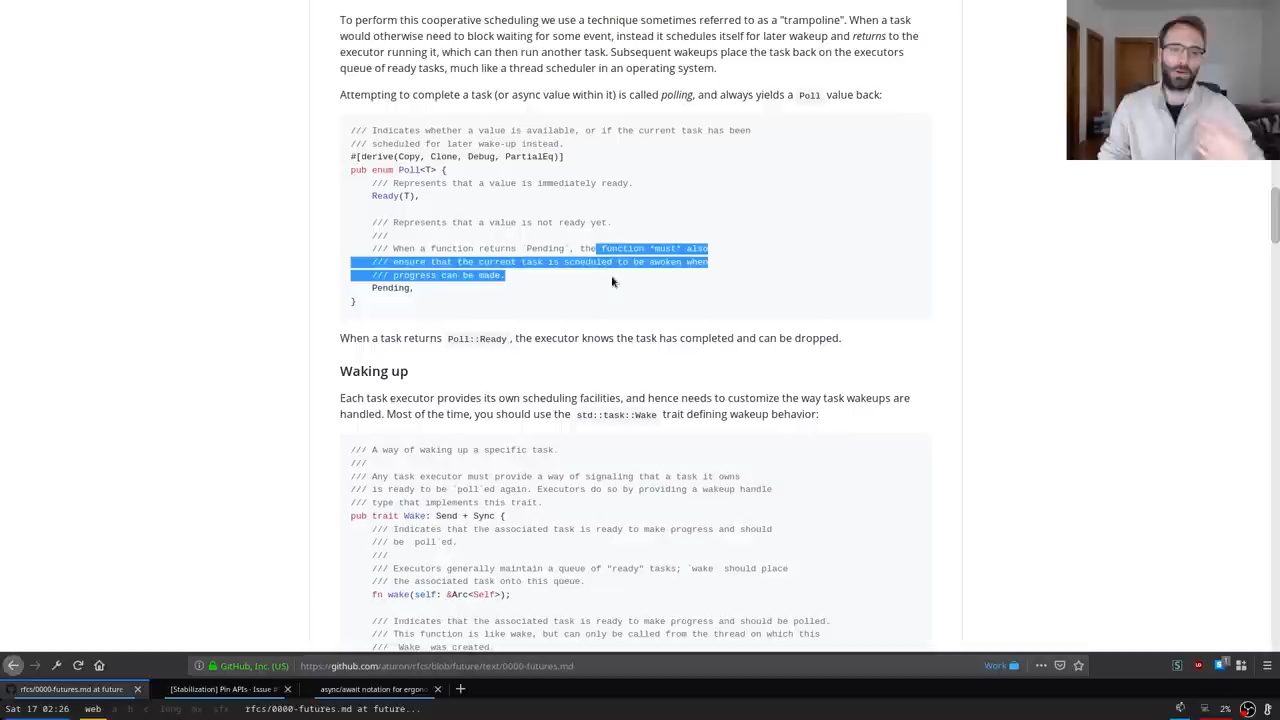 To perform this cooperative scheduling we use a technique sometimes referred to as a "trampoline". When a task
would otherwise need to block waiting for some event, instead it schedules itself for later wakeup and returns to the
executor running it, which can then run another task. Subsequent wakeups place the task back on the executors
queue of ready tasks, much like a thread scheduler in an operating system.
Attempting to complete a task (or async value within it) is called polling, and always yields a Poll value back:
/// Indicates whether a value is available, or if the current task has been
/// scheduled for later wake-up instead.
#[derive(Copy, Clone, Debug, PartialEq)]
pub enum Poll<T> {
/// Represents that a value is immediately ready.
Ready(T),
/// Represents that a value is not ready yet.
///
/// When a function returns `Pending`, the function *must* also
/// ensure that the current task is scheduled to be awoken when
/// progress can be made.
Pending,
}
When a task returns Poll::Ready, the executor knows the task has completed and can be dropped.
Waking up
Each task executor provides its own scheduling facilities, and hence needs to customize the way task wakeups are
handled. Most of the time, you should use the std::task::Wake trait defining wakeup behavior:
/// A way of waking up a specific task.
///
/// Any task executor must provide a way of signaling that a task it owns
/// is ready to be `poll`ed again. Executors do so by providing a wakeup handle
/// type that implements this trait.
pub trait Wake: Send + Sync {
/// Indicates that the associated task is ready to make progress and should
/// be `poll`ed.
///
/// Executors generally maintain a queue of "ready" tasks; `wake` should place
/// the associated task onto this queue.
fn wake(self: &Arc<Self>);
/// Indicates that the associated task is ready to make progress and should be polled.
/// This function is like wake, but can only be called from the thread on which this
/// `Wake` was created.
GitHub, Inc. (US) https://github.com/aturon/rfcs/blob/future/text/0000-futures.md Work
rfcs/0000-futures.md at future [Stabilization] Pin APIs · Issue # async/await notation for ergono
Sat 17 02:26 web a b c lung mx sfx rfcs/0000-futures.md at future... 2%